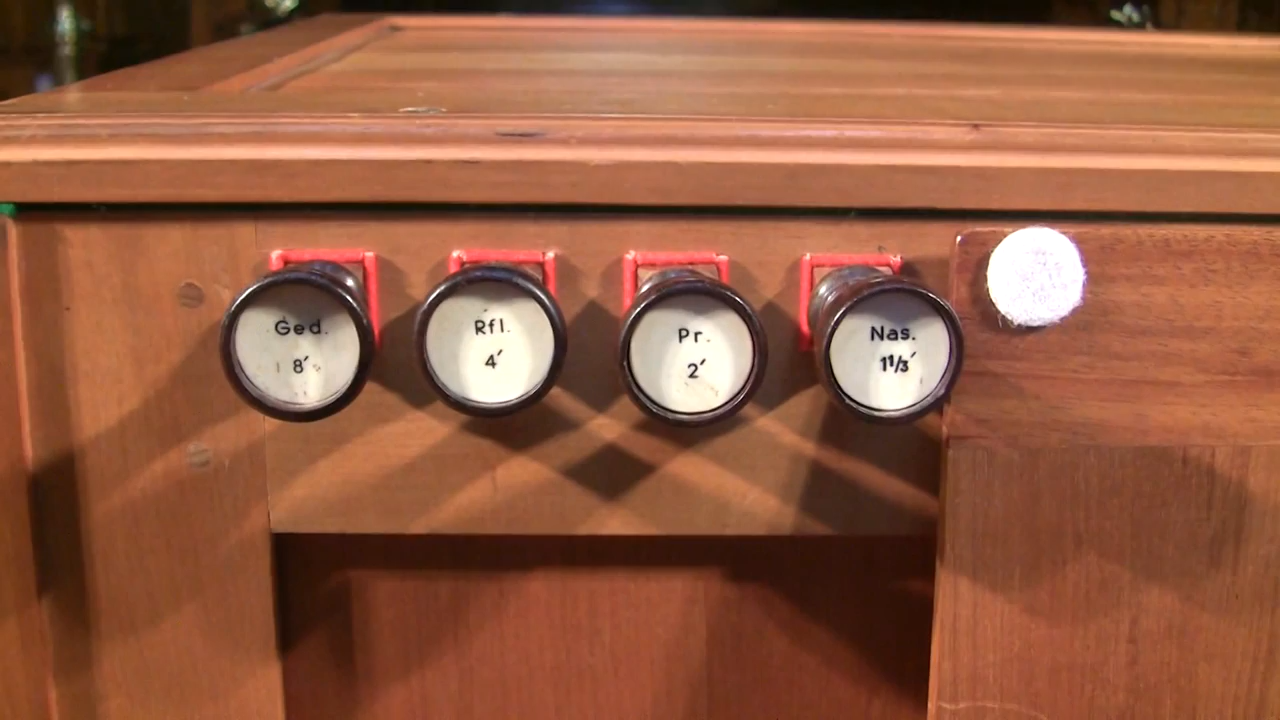 Ged.
8′
Rfl.
4′
Pr.
2′
Nas.
1⅓′